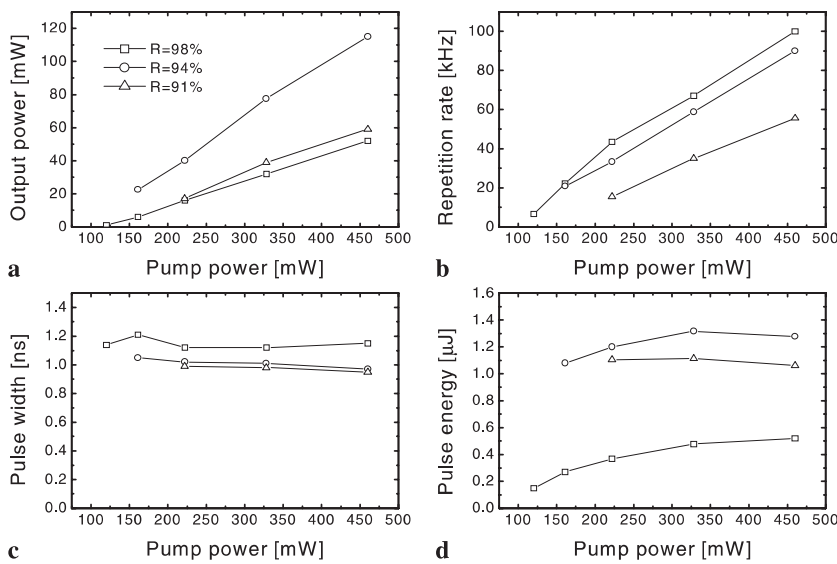 120
100
80
60
40
20
0
Output power [mW]
R=98%
R=94%
R=91%
100 150 200 250 300 350 400 450 500
Pump power [mW]
a
100
80
60
40
20
0
Repetition rate [kHz]
100 150 200 250 300 350 400 450 500
Pump power [mW]
b
1.4
1.2
1.0
0.8
0.6
0.4
0.2
0.0
Pulse width [ns]
100 150 200 250 300 350 400 450 500
Pump power [mW]
c
1.6
1.4
1.2
1.0
0.8
0.6
0.4
0.2
0.0
Pulse energy [µJ]
100 150 200 250 300 350 400 450 500
Pump power [mW]
d